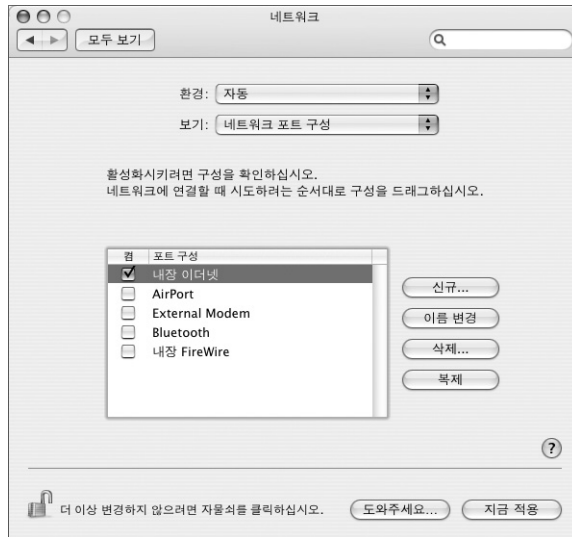 네트워크
모두 보기
환경: 자동
보기: 네트워크 포트 구성
활성화시키려면 구성을 확인하십시오.
네트워크에 연결할 때 시도하려는 순서대로 구성을 드래그하십시오.
켬 포트 구성
내장 이더넷
AirPort
External Modem
Bluetooth
내장 FireWire
신규...
이름 변경
삭제...
복제
?
더 이상 변경하지 않으려면 자물쇠를 클릭하십시오.
도와주세요...
지금 적용